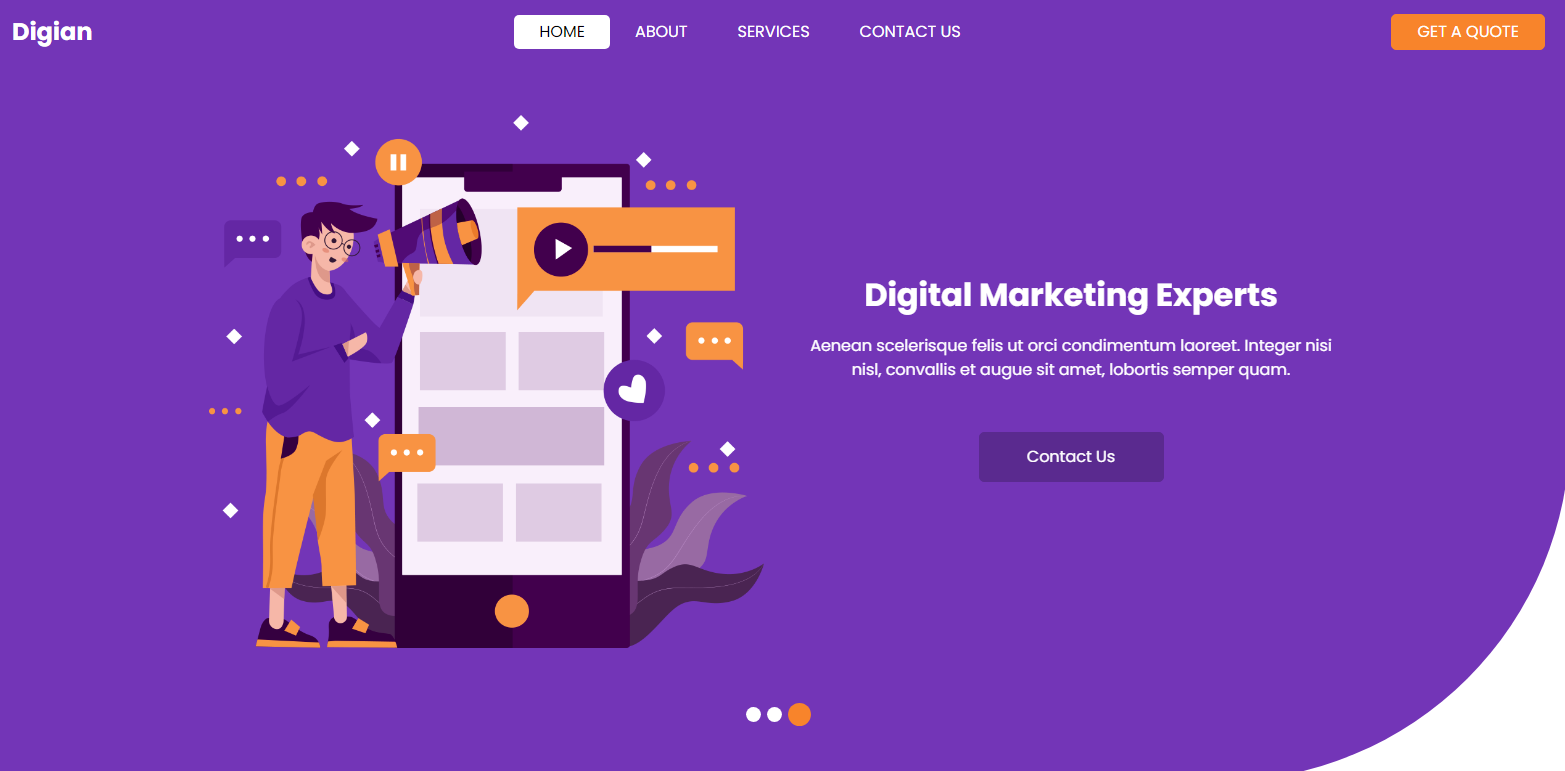 Digian
HOME
ABOUT
SERVICES
CONTACT US
GET A QUOTE
Digital Marketing Experts
Aenean scelerisque felis ut orci condimentum laoreet. Integer nisi
nisl, convallis et augue sit amet, lobortis semper quam.
Contact Us